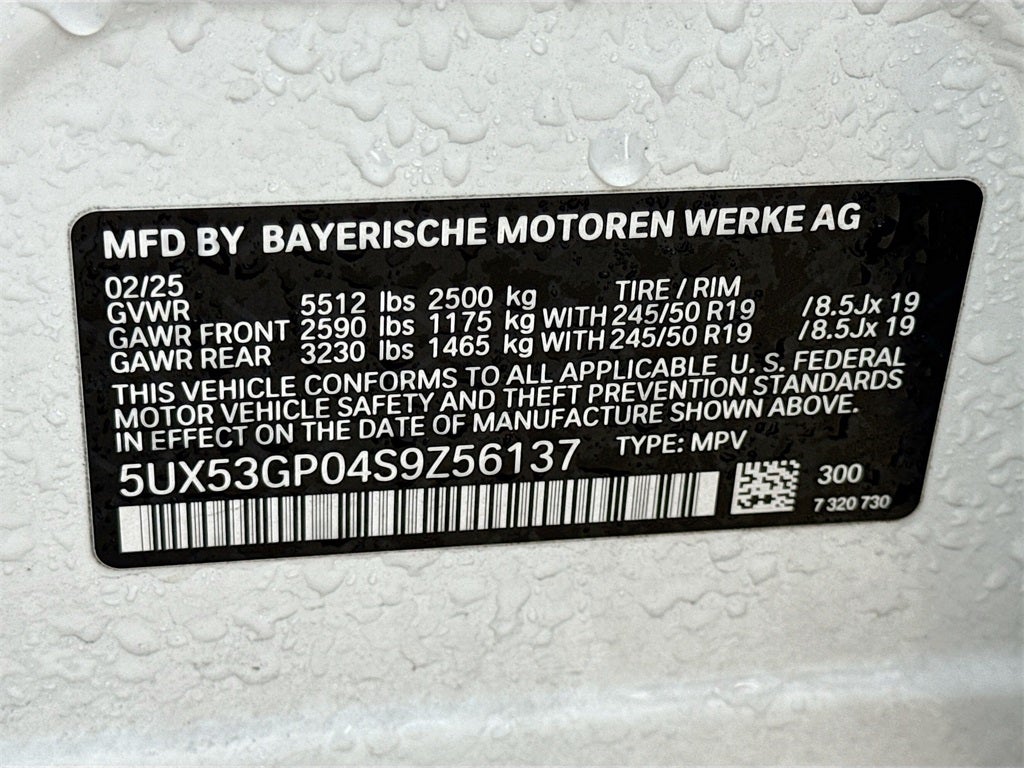 MFD BY BAYERISCHE MOTOREN WERKE AG
02/25
GVWR 5512 lbs 2500 kg TIRE / RIM
GAWR FRONT 2590 lbs 1175 kg WITH 245/50 R19 /8.5Jx 19
GAWR REAR 3230 lbs 1465 kg WITH 245/50 R19 /8.5Jx 19
THIS VEHICLE CONFORMS TO ALL APPLICABLE U. S. FEDERAL
MOTOR VEHICLE SAFETY AND THEFT PREVENTION STANDARDS
IN EFFECT ON THE DATE OF MANUFACTURE SHOWN ABOVE.
5UX53GP04S9Z56137 TYPE: MPV
300
7 320 730